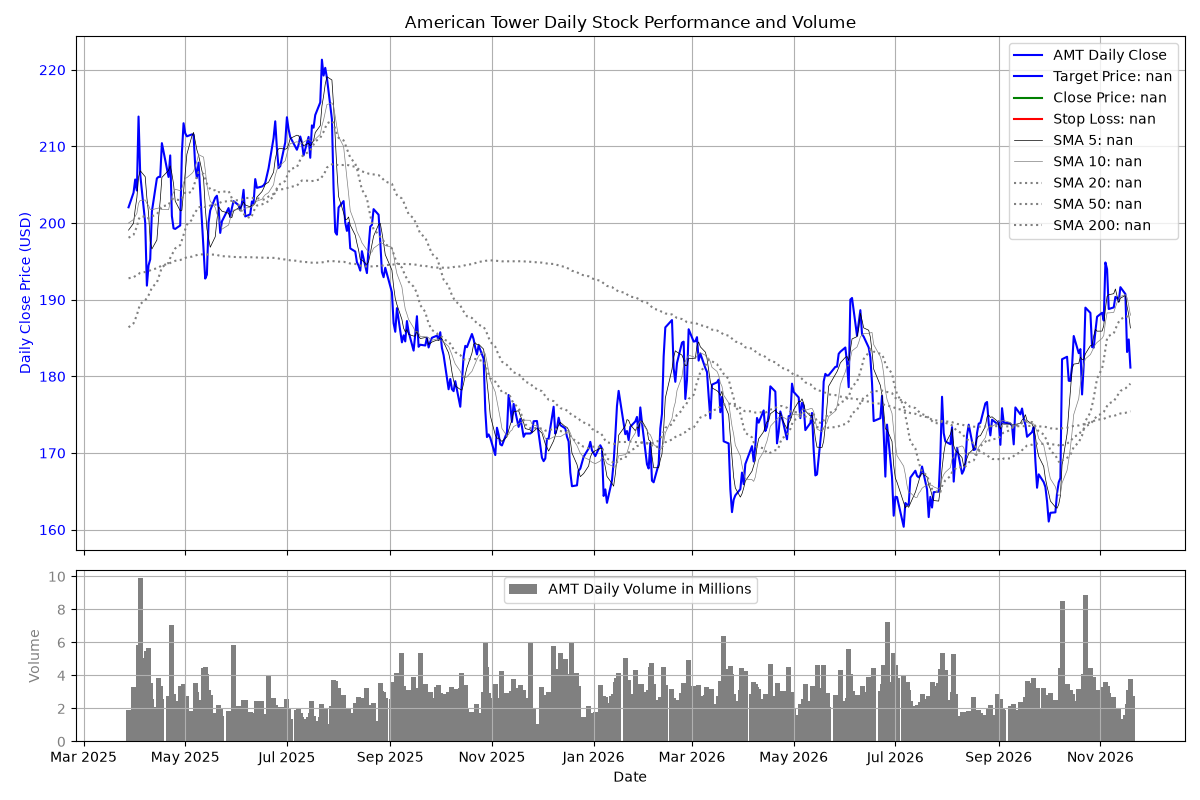 American Tower Daily Stock Performance and Volume
Daily Close Price (USD)
220
210
200
190
180
170
160
AMT Daily Close
Target Price: nan
Close Price: nan
Stop Loss: nan
SMA 5: nan
SMA 10: nan
SMA 20: nan
SMA 50: nan
SMA 200: nan
Volume
10
8
6
4
2
0
AMT Daily Volume in Millions
Mar 2025 May 2025 Jul 2025 Sep 2025 Nov 2025 Jan 2026 Mar 2026 May 2026 Jul 2026 Sep 2026 Nov 2026
Date